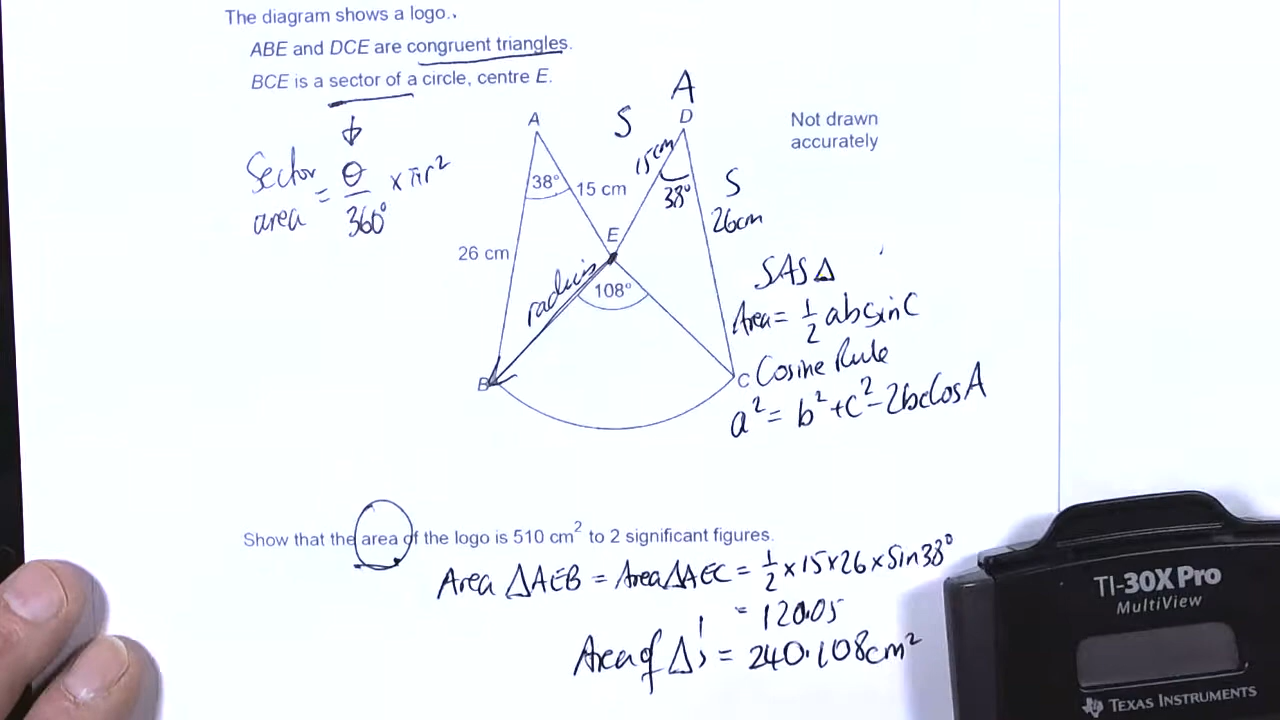 The diagram shows a logo.
ABE and DCE are congruent triangles.
BCE is a sector of a circle, centre E.
Sector area = θ/360° × πr²
A
S
A
D
Not drawn
accurately
38°
15 cm
15cm
38°
S
26cm
26 cm
E
radius
108°
SAS Δ
Area = 1/2 absinC
B
C
Cosine Rule
a² = b² + c² - 2bcCosA
Show that the area of the logo is 510 cm² to 2 significant figures.
Area ΔAEB = Area ΔAEC = 1/2 × 15 × 26 × Sin38°
= 120.05
Area of Δ's = 240.108cm²
TI-30X Pro
MultiView
TEXAS INSTRUMENTS